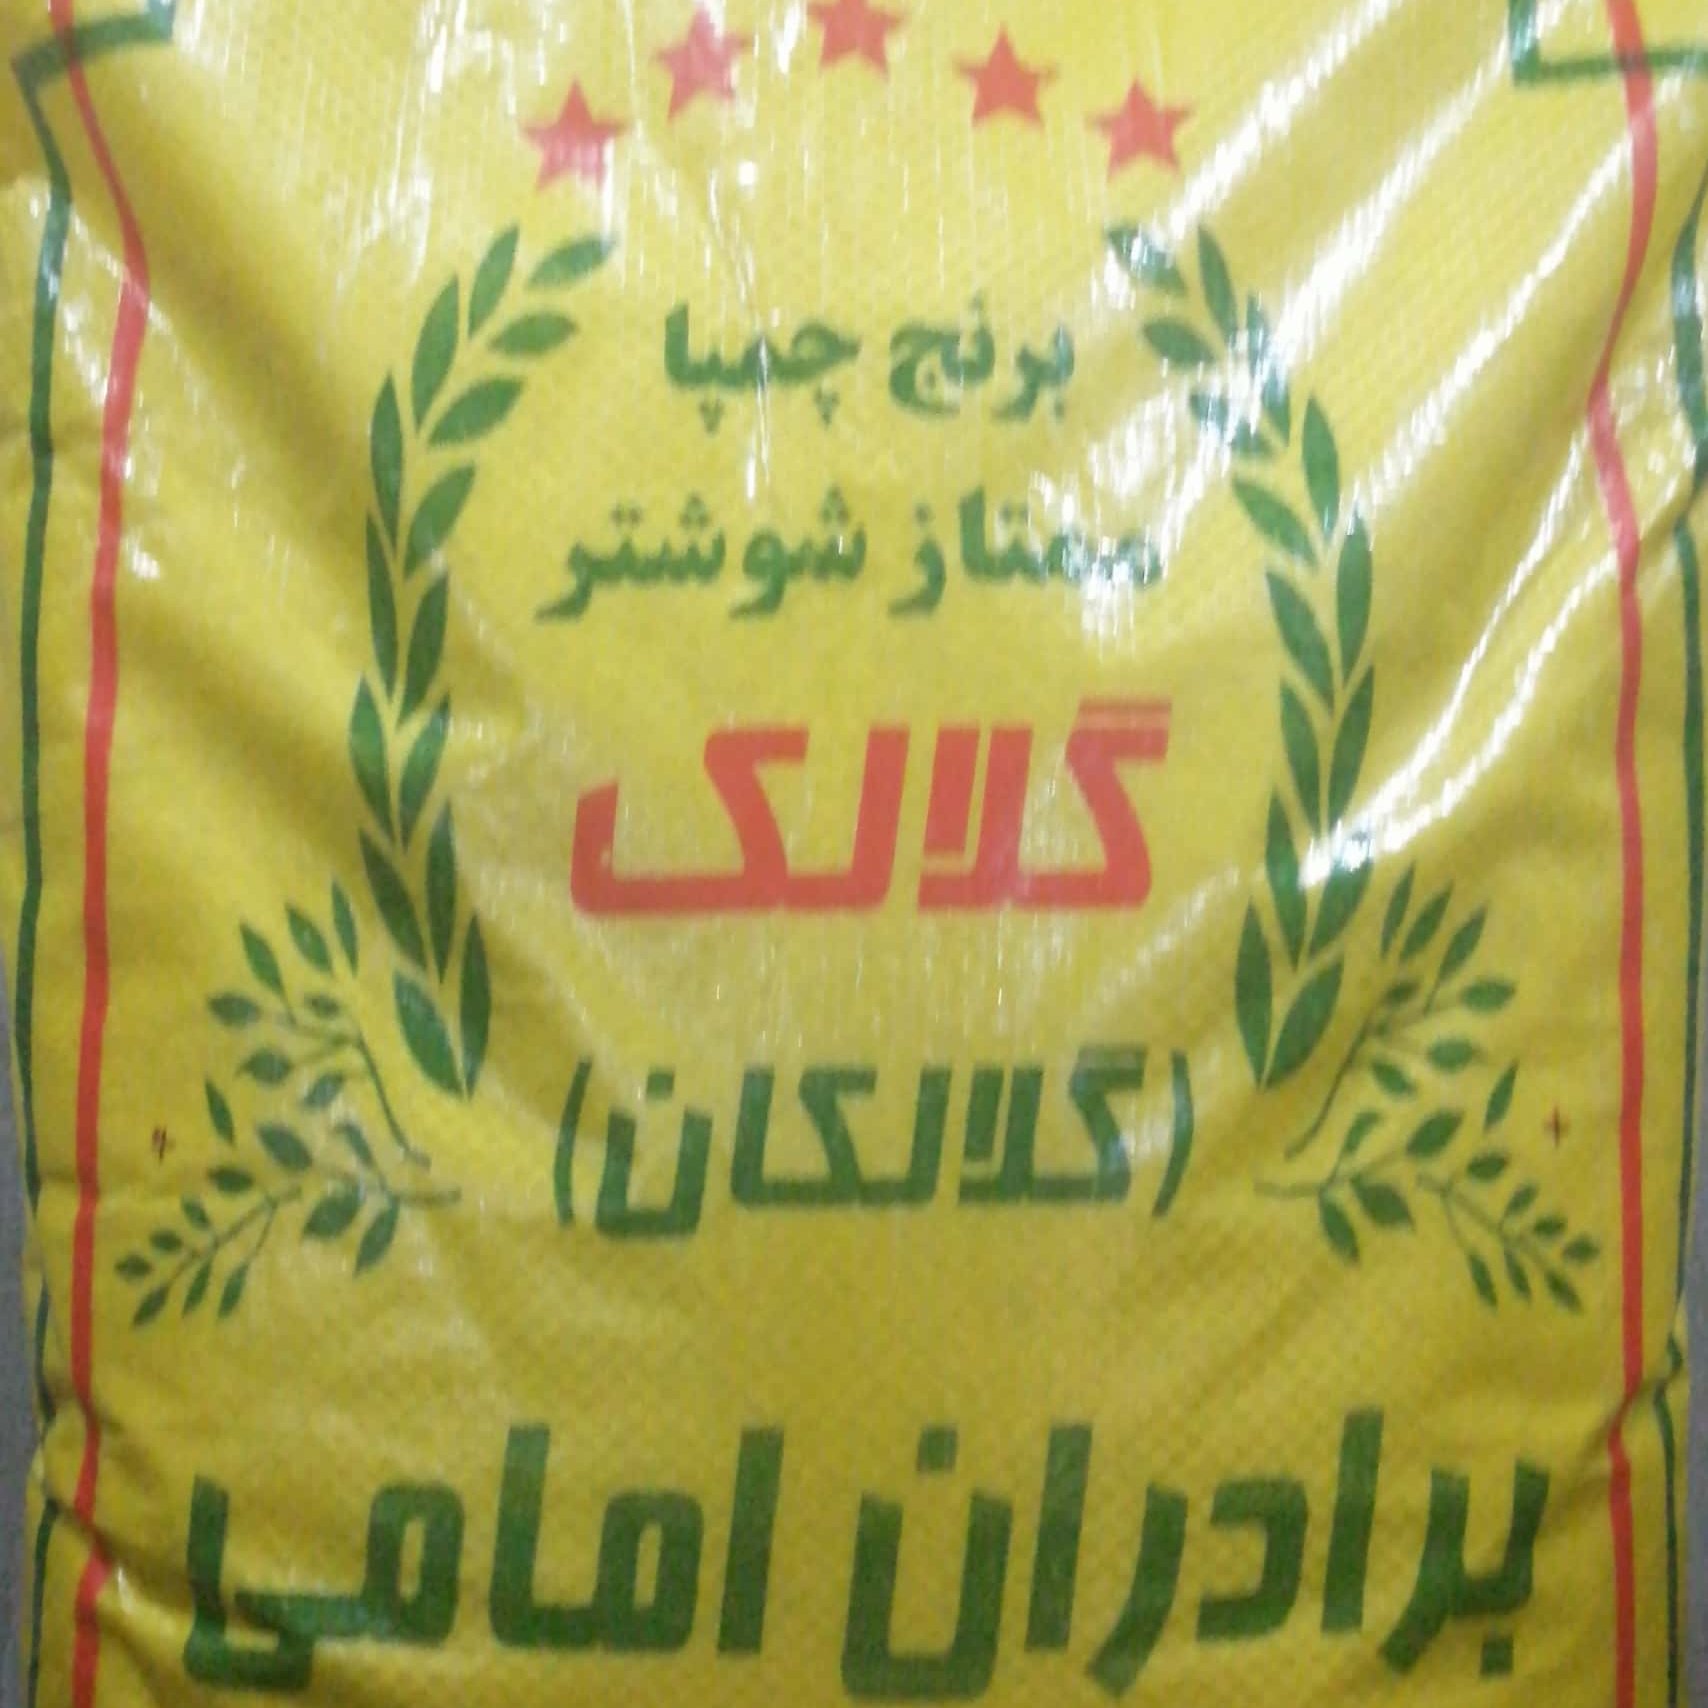 برنج چمپا
ممتاز شوشتر
گلالک
(گلالکان)
برادران امامی